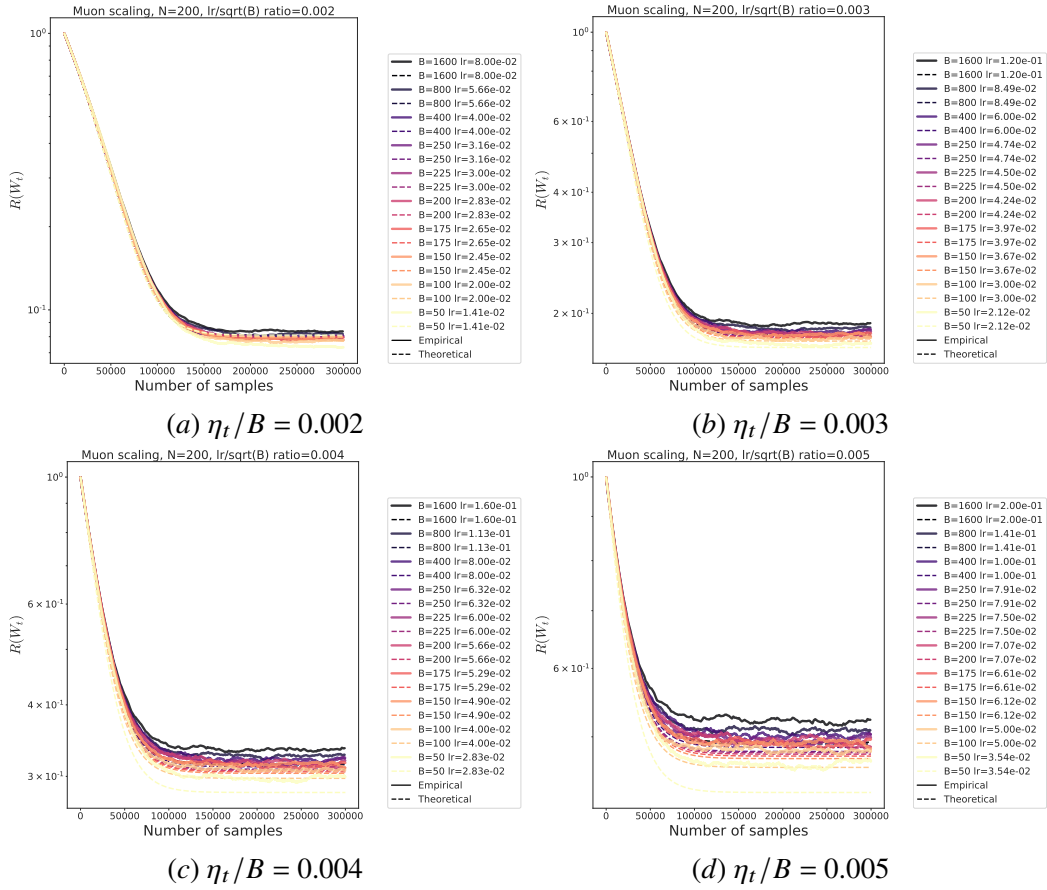 Muon scaling, N=200, lr/sqrt(B) ratio=0.002
10⁰
10⁻¹
R(W_t)
0 50000 100000 150000 200000 250000 300000
Number of samples
B=1600 lr=8.00e-02
B=1600 lr=8.00e-02
B=800 lr=5.66e-02
B=800 lr=5.66e-02
B=400 lr=4.00e-02
B=400 lr=4.00e-02
B=250 lr=3.16e-02
B=250 lr=3.16e-02
B=225 lr=3.00e-02
B=225 lr=3.00e-02
B=200 lr=2.83e-02
B=200 lr=2.83e-02
B=175 lr=2.65e-02
B=175 lr=2.65e-02
B=150 lr=2.45e-02
B=150 lr=2.45e-02
B=100 lr=2.00e-02
B=100 lr=2.00e-02
B=50 lr=1.41e-02
B=50 lr=1.41e-02
Empirical
Theoretical
(a) η_t/B = 0.002
Muon scaling, N=200, lr/sqrt(B) ratio=0.003
10⁰
6 × 10⁻¹
4 × 10⁻¹
3 × 10⁻¹
2 × 10⁻¹
R(W_t)
0 50000 100000 150000 200000 250000 300000
Number of samples
B=1600 lr=1.20e-01
B=1600 lr=1.20e-01
B=800 lr=8.49e-02
B=800 lr=8.49e-02
B=400 lr=6.00e-02
B=400 lr=6.00e-02
B=250 lr=4.74e-02
B=250 lr=4.74e-02
B=225 lr=4.50e-02
B=225 lr=4.50e-02
B=200 lr=4.24e-02
B=200 lr=4.24e-02
B=175 lr=3.97e-02
B=175 lr=3.97e-02
B=150 lr=3.67e-02
B=150 lr=3.67e-02
B=100 lr=3.00e-02
B=100 lr=3.00e-02
B=50 lr=2.12e-02
B=50 lr=2.12e-02
Empirical
Theoretical
(b) η_t/B = 0.003
Muon scaling, N=200, lr/sqrt(B) ratio=0.004
10⁰
6 × 10⁻¹
4 × 10⁻¹
3 × 10⁻¹
R(W_t)
0 50000 100000 150000 200000 250000 300000
Number of samples
B=1600 lr=1.60e-01
B=1600 lr=1.60e-01
B=800 lr=1.13e-01
B=800 lr=1.13e-01
B=400 lr=8.00e-02
B=400 lr=8.00e-02
B=250 lr=6.32e-02
B=250 lr=6.32e-02
B=225 lr=6.00e-02
B=225 lr=6.00e-02
B=200 lr=5.66e-02
B=200 lr=5.66e-02
B=175 lr=5.29e-02
B=175 lr=5.29e-02
B=150 lr=4.90e-02
B=150 lr=4.90e-02
B=100 lr=4.00e-02
B=100 lr=4.00e-02
B=50 lr=2.83e-02
B=50 lr=2.83e-02
Empirical
Theoretical
(c) η_t/B = 0.004
Muon scaling, N=200, lr/sqrt(B) ratio=0.005
10⁰
6 × 10⁻¹
R(W_t)
0 50000 100000 150000 200000 250000 300000
Number of samples
B=1600 lr=2.00e-01
B=1600 lr=2.00e-01
B=800 lr=1.41e-01
B=800 lr=1.41e-01
B=400 lr=1.00e-01
B=400 lr=1.00e-01
B=250 lr=7.91e-02
B=250 lr=7.91e-02
B=225 lr=7.50e-02
B=225 lr=7.50e-02
B=200 lr=7.07e-02
B=200 lr=7.07e-02
B=175 lr=6.61e-02
B=175 lr=6.61e-02
B=150 lr=6.12e-02
B=150 lr=6.12e-02
B=100 lr=5.00e-02
B=100 lr=5.00e-02
B=50 lr=3.54e-02
B=50 lr=3.54e-02
Empirical
Theoretical
(d) η_t/B = 0.005